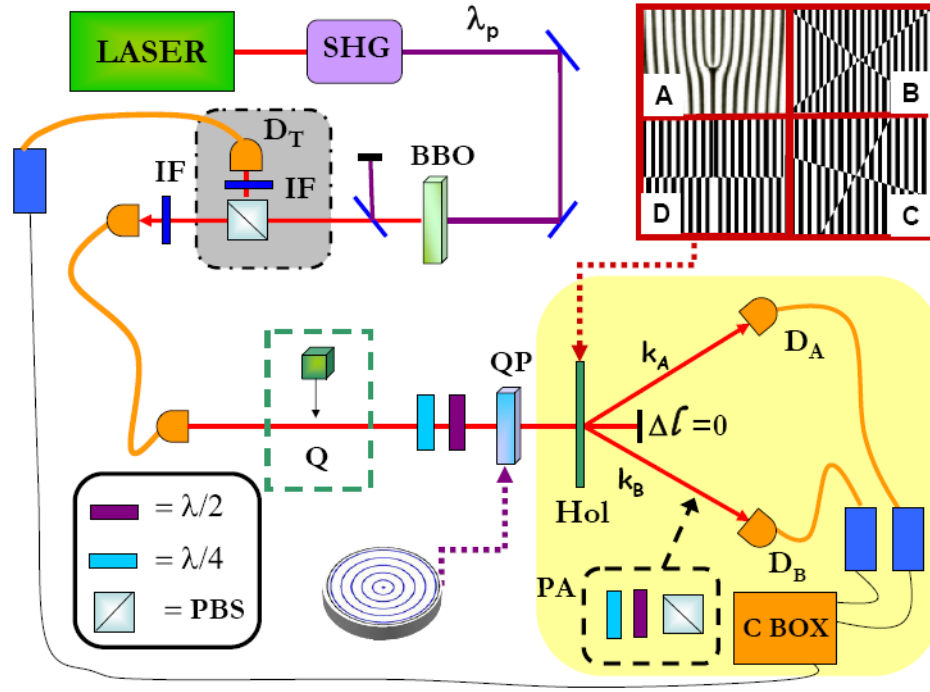 LASER
SHG
λp
A
B
D
C
DT
BBO
IF
IF
QP
kA
DA
Δl=0
Q
kB
Hol
= λ/2
DB
= λ/4
PA
= PBS
C BOX